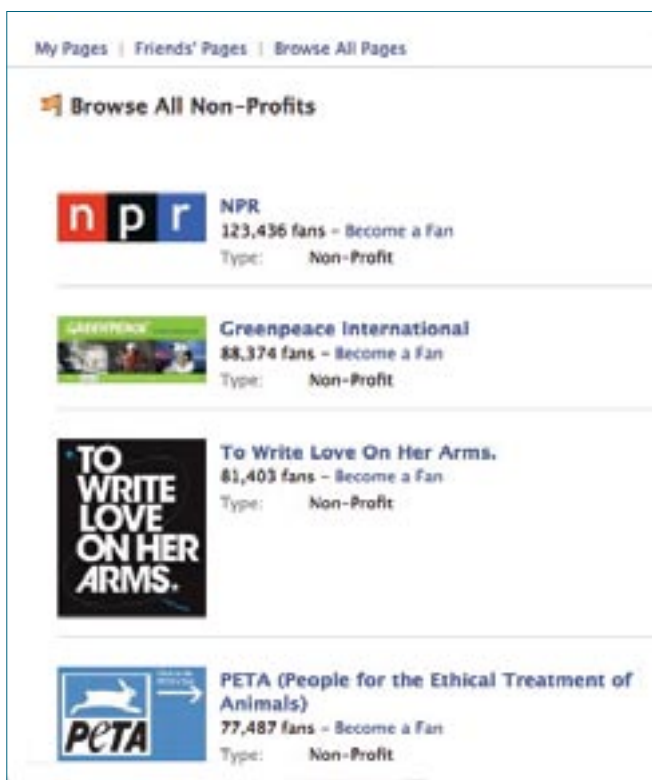 My Pages | Friends' Pages | Browse All Pages
Browse All Non-Profits
npr
NPR
123,436 fans – Become a Fan
Type: Non-Profit
GREENPEACE
Greenpeace International
88,374 fans – Become a Fan
Type: Non-Profit
TO
WRITE
LOVE
ON HER
ARMS.
To Write Love On Her Arms.
81,403 fans – Become a Fan
Type: Non-Profit
PeTA
PETA (People for the Ethical Treatment of
Animals)
77,487 fans – Become a Fan
Type: Non-Profit